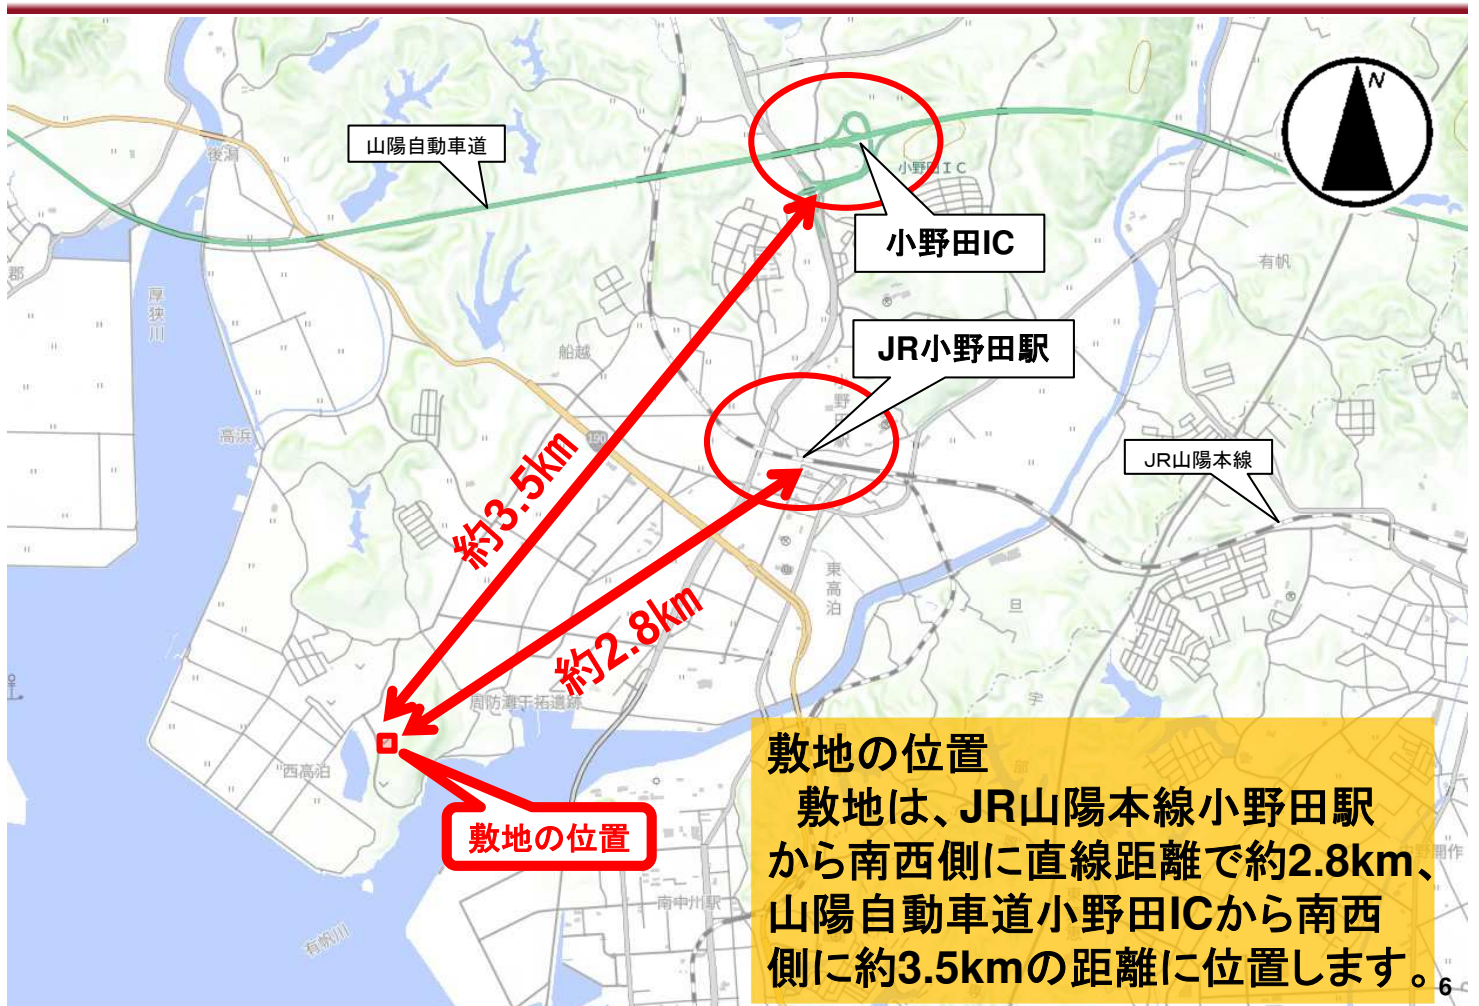 N
山陽自動車道
後潟
小野田IC
小野田IC
有帆
郡
厚狭川
船越
JR小野田駅
小野田駅
高浜
190
JR山陽本線
約3.5km
東高泊
旦
約2.8km
周防灘干拓遺跡
西高泊
敷地の位置
南中川駅
有帆川
敷地の位置
敷地は、JR山陽本線小野田駅
から南西側に直線距離で約2.8km、
山陽自動車道小野田ICから南西
側に約3.5kmの距離に位置します。
6